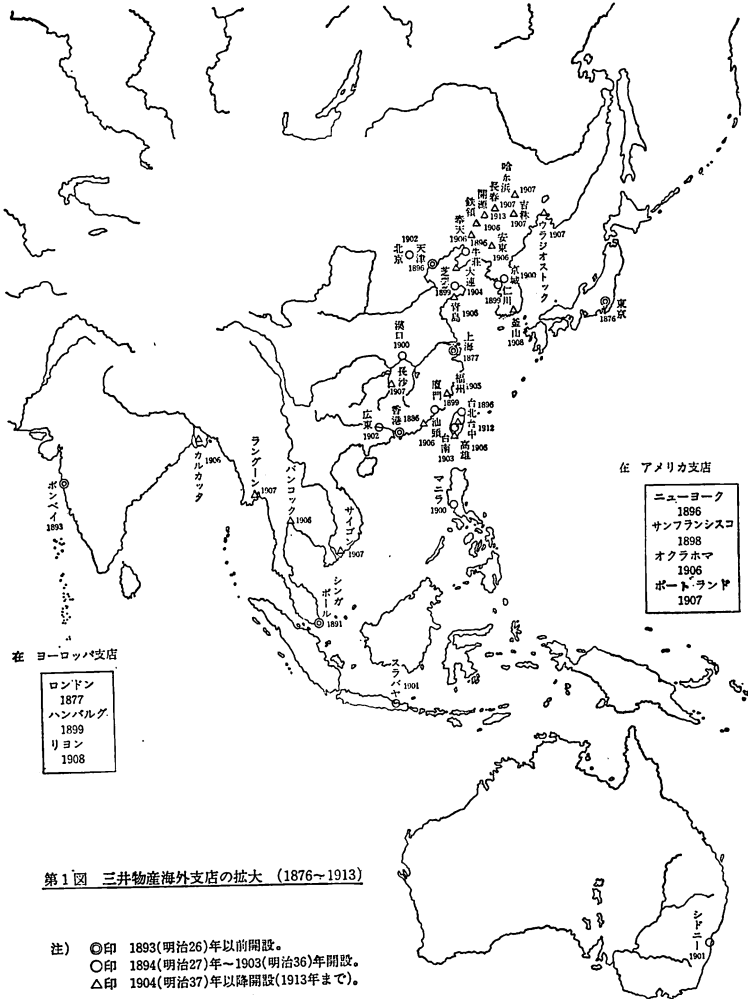 哈爾浜
1907
長春
1907
吉林
1907
開源
1913
鉄嶺
1906
奉天
1906
牛荘
1896
安東
1906
ウラジオストック
1907
北京
1902
天津
1896
大連
1904
芝罘
1899
青島
1906
京城
1900
仁川
1899
釜山
1908
東京
1876
漢口
1900
長沙
1907
上海
1877
福州
1905
廈門
1899
汕頭
1906
台北
1896
台中
1912
台南
1903
高雄
1905
広東
1902
香港
1886
マニラ
1900
カルカッタ
1906
ボンベイ
1893
ラングーン
1907
バンコック
1906
サイゴン
1907
シンガポール
1891
スラバヤ
1901
シドニー
1901
在 アメリカ支店
ニューヨーク
1896
サンフランシスコ
1898
オクラホマ
1906
ポートランド
1907
在 ヨーロッパ支店
ロンドン
1877
ハンバルグ
1899
リヨン
1908
第1図 三井物産海外支店の拡大 (1876~1913)
注) ◎印 1893(明治26)年以前開設。
○印 1894(明治27)年~1903(明治36)年開設。
△印 1904(明治37)年以降開設(1913年まで)。